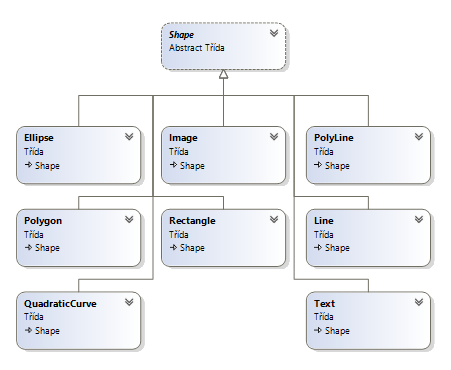 Shape
Abstract Třída
Ellipse
Třída
Shape
Image
Třída
Shape
PolyLine
Třída
Shape
Polygon
Třída
Shape
Rectangle
Třída
Shape
Line
Třída
Shape
QuadraticCurve
Třída
Shape
Text
Třída
Shape